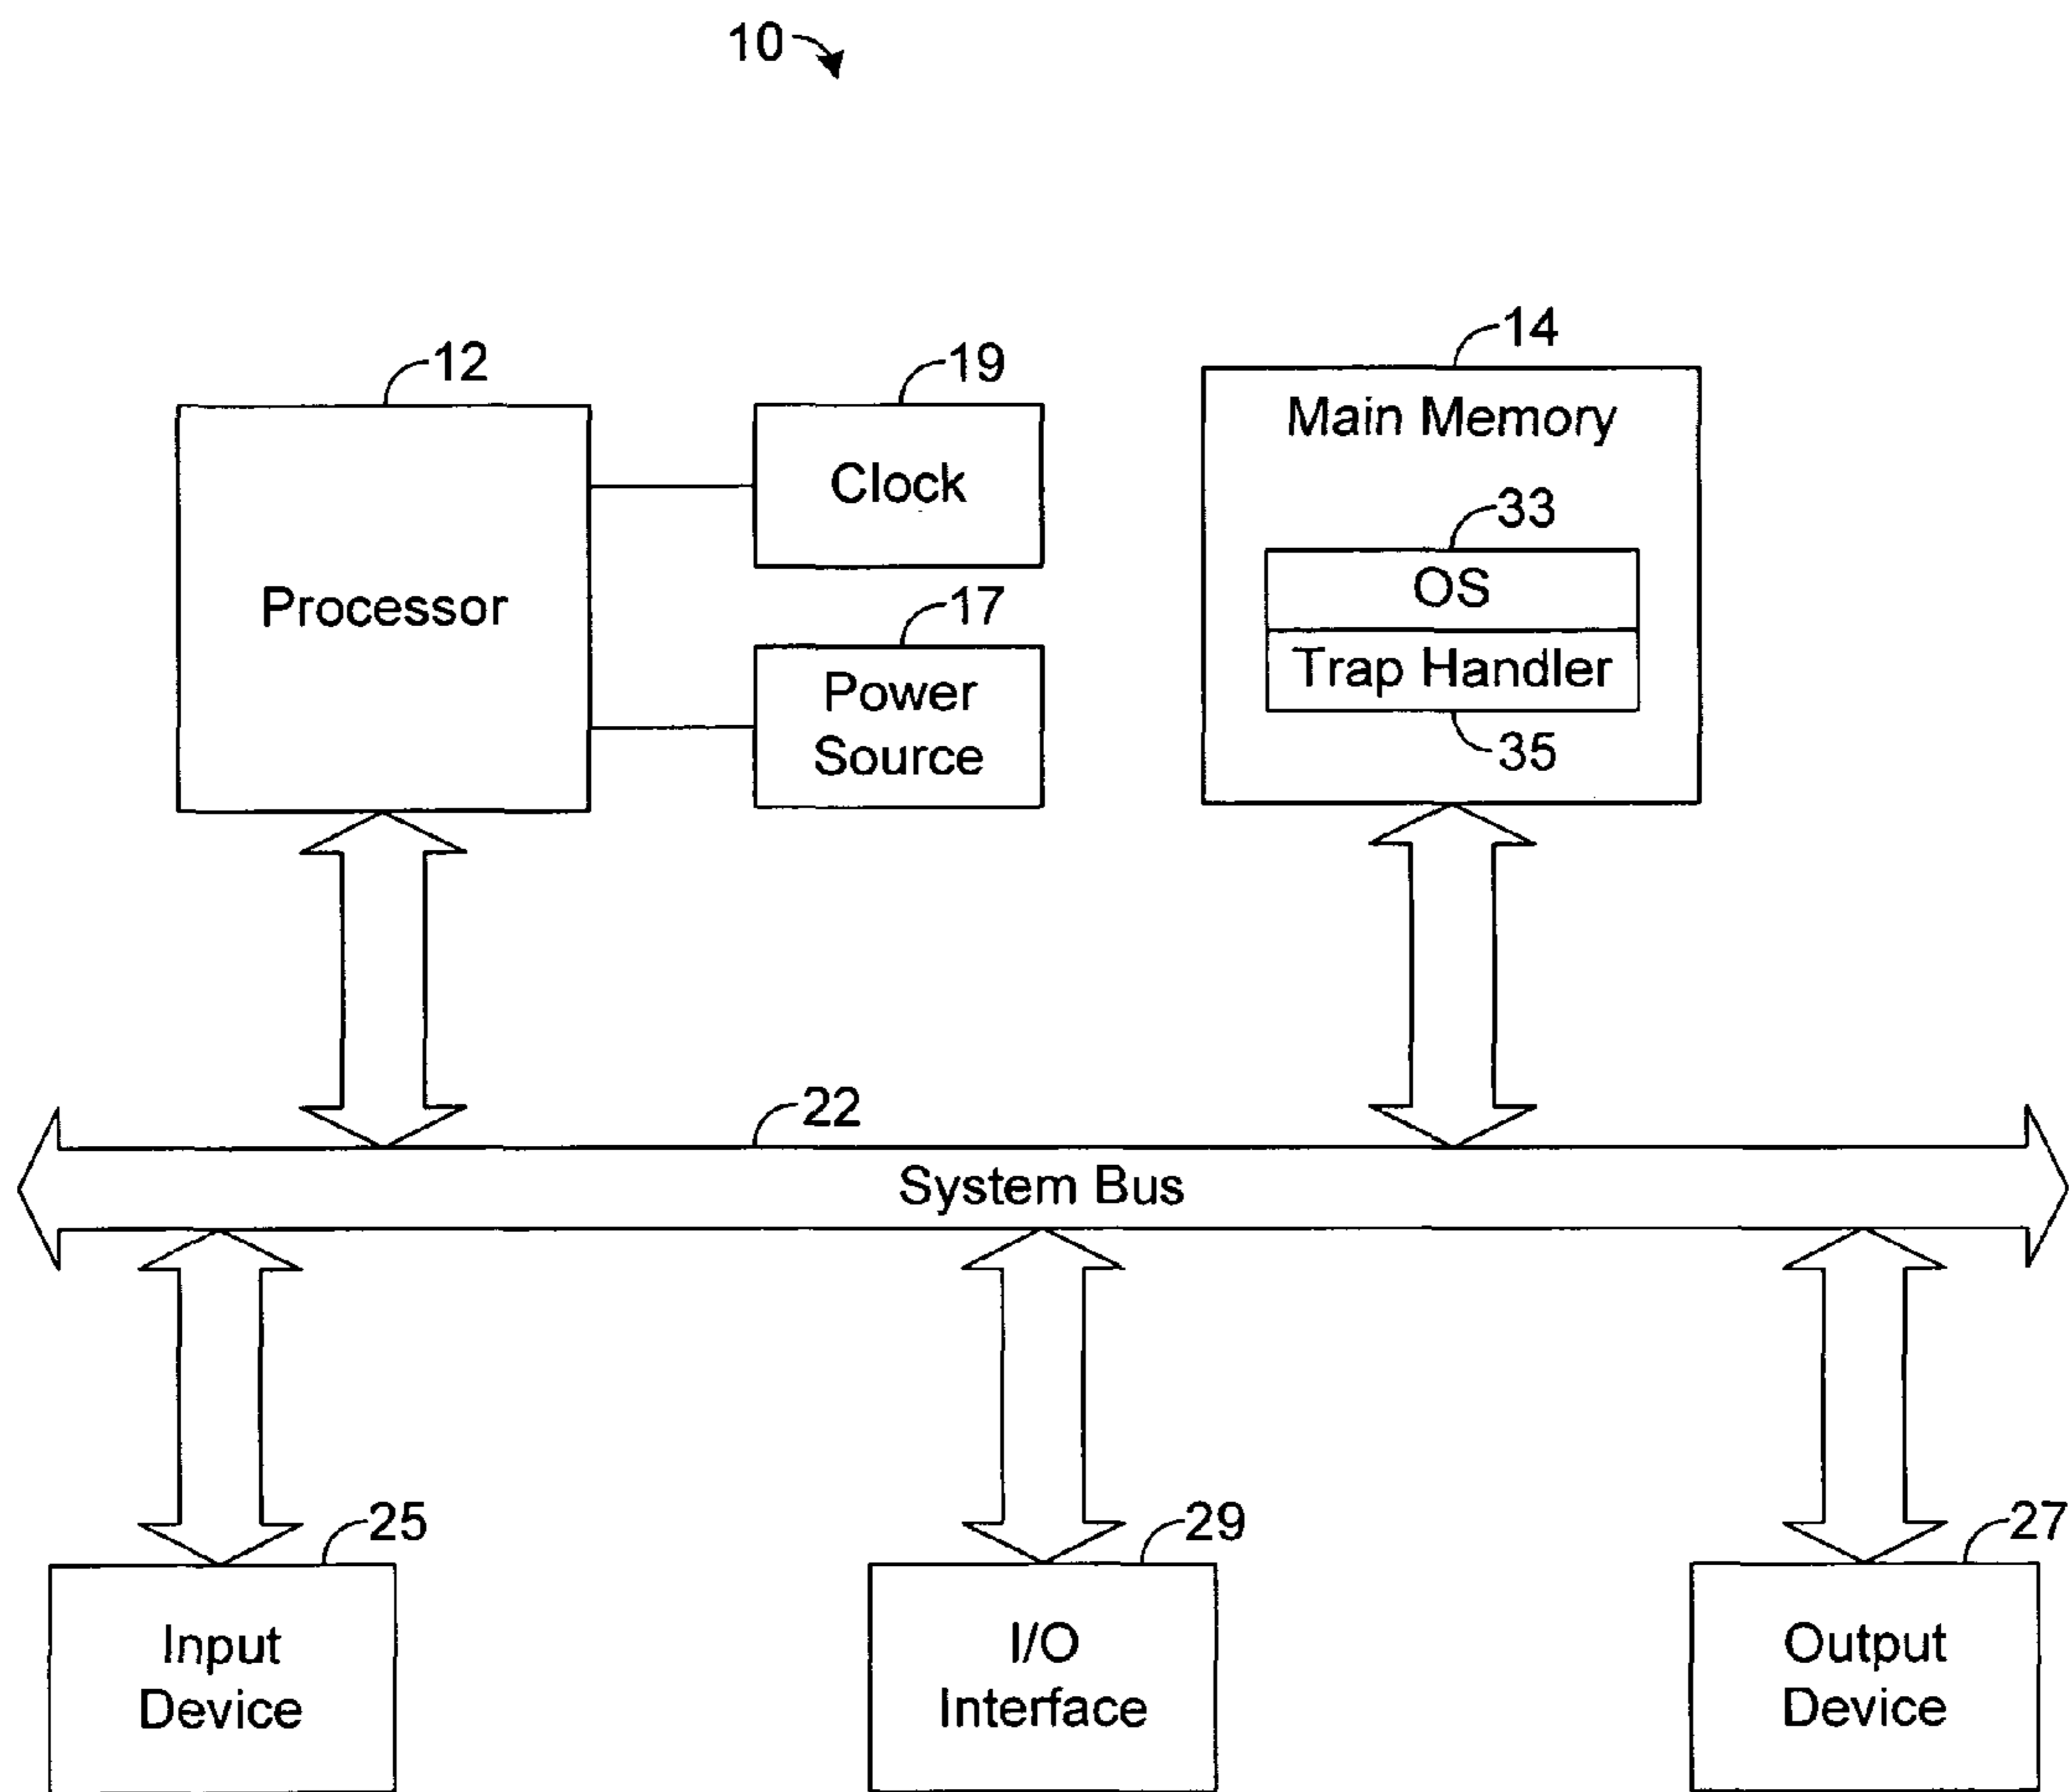 10
12
19
14
Processor
Clock
17
Power
Source
Main Memory
33
OS
Trap Handler
35
22
System Bus
25
29
27
Input
Device
I/O
Interface
Output
Device